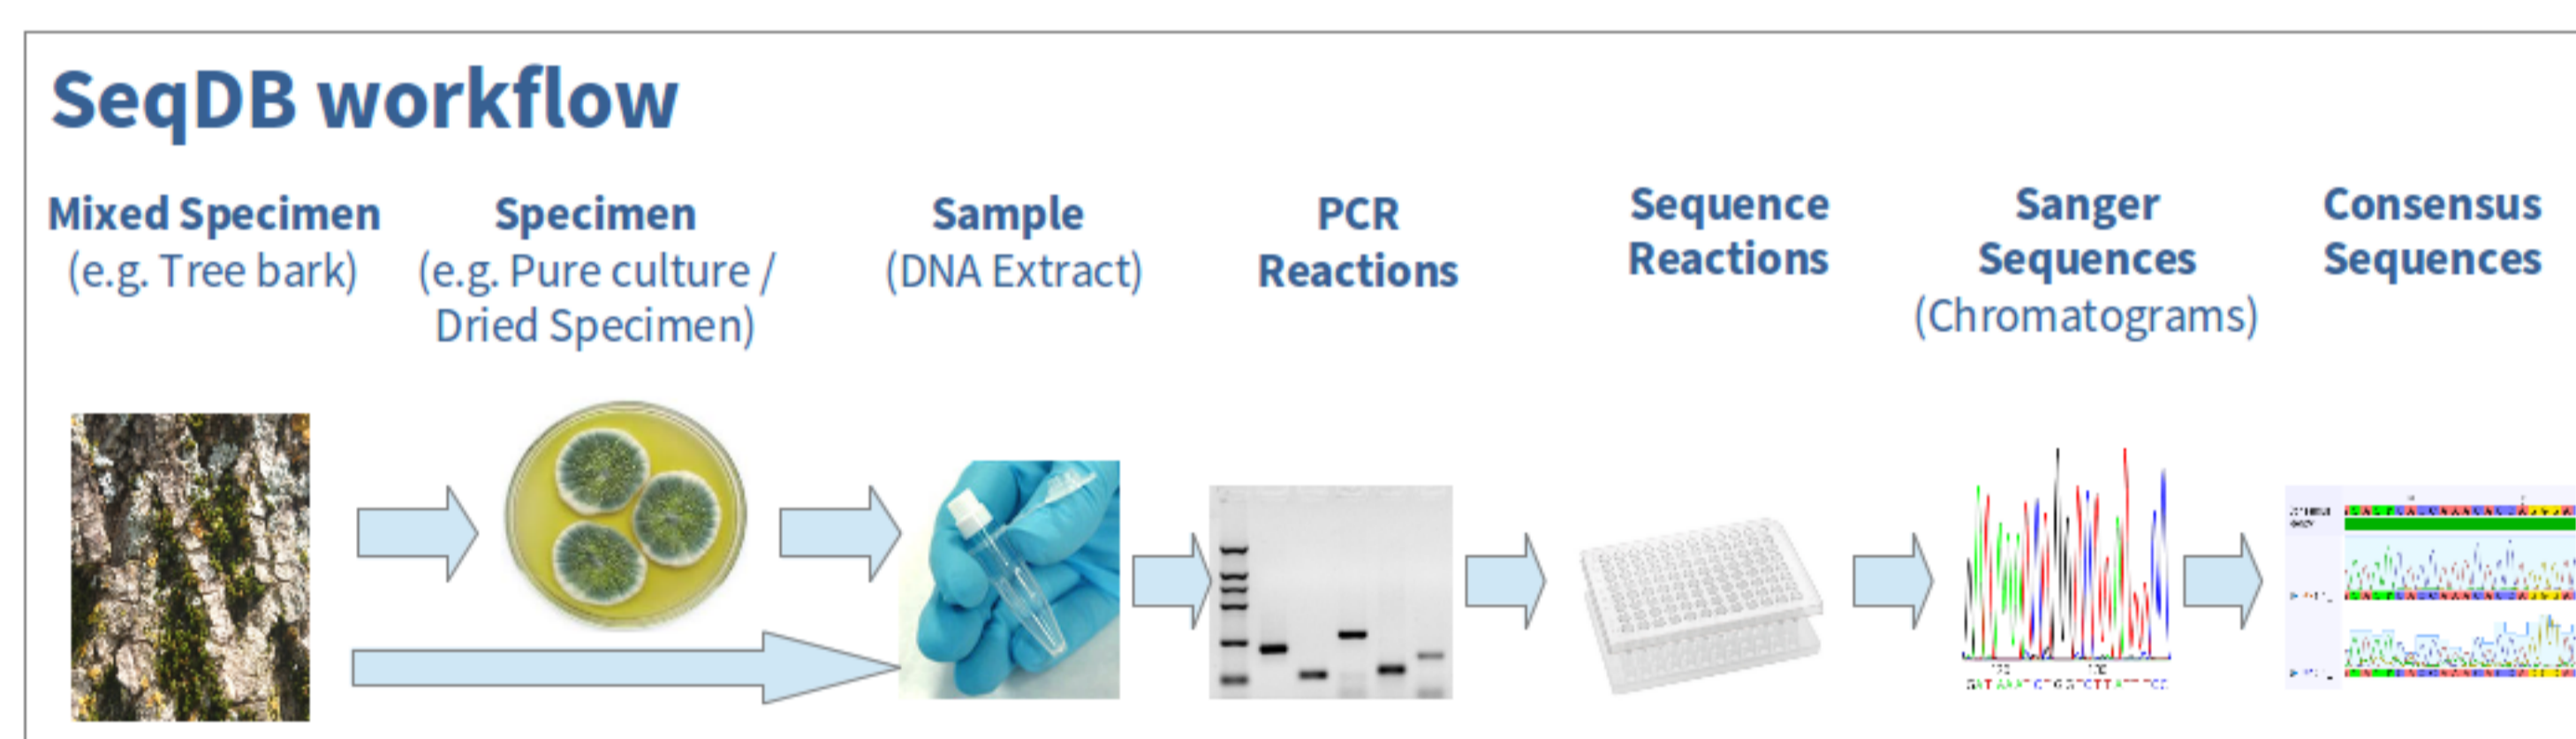 SeqDB workflow
Mixed Specimen
(e.g. Tree bark)
Specimen
(e.g. Pure culture /
Dried Specimen)
Sample
(DNA Extract)
PCR
Reactions
Sequence
Reactions
Sanger
Sequences
(Chromatograms)
Consensus
Sequences